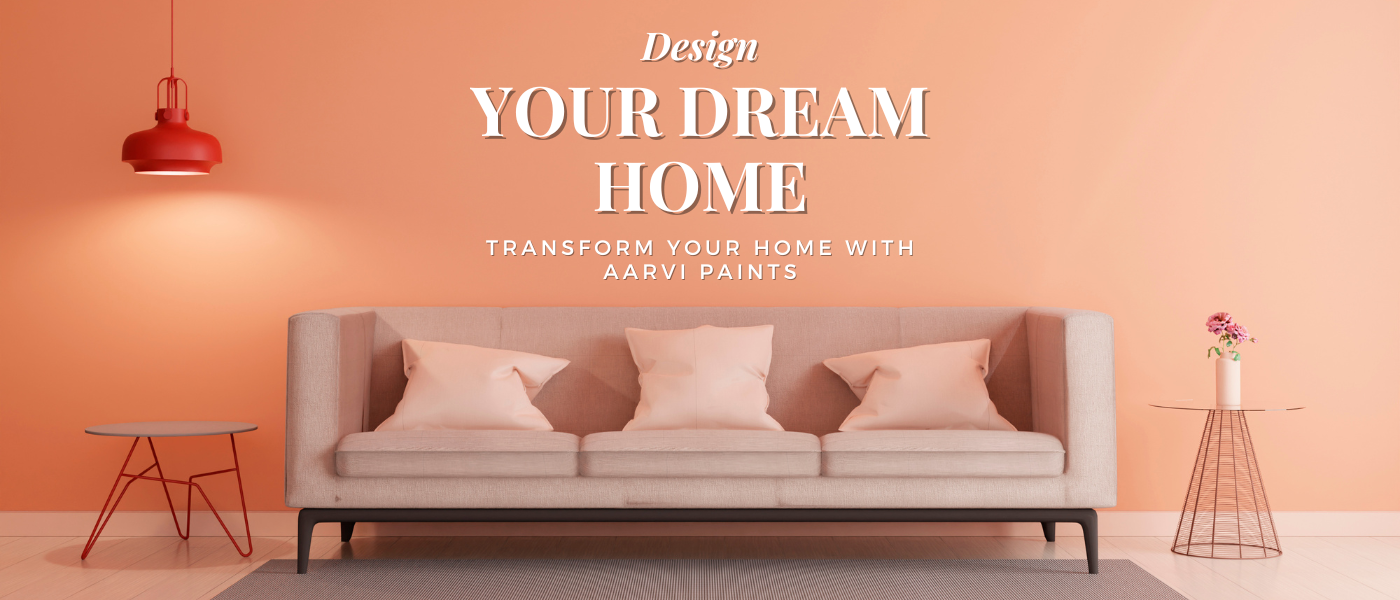 Design
YOUR DREAM
HOME
TRANSFORM YOUR HOME WITH
AARVI PAINTS